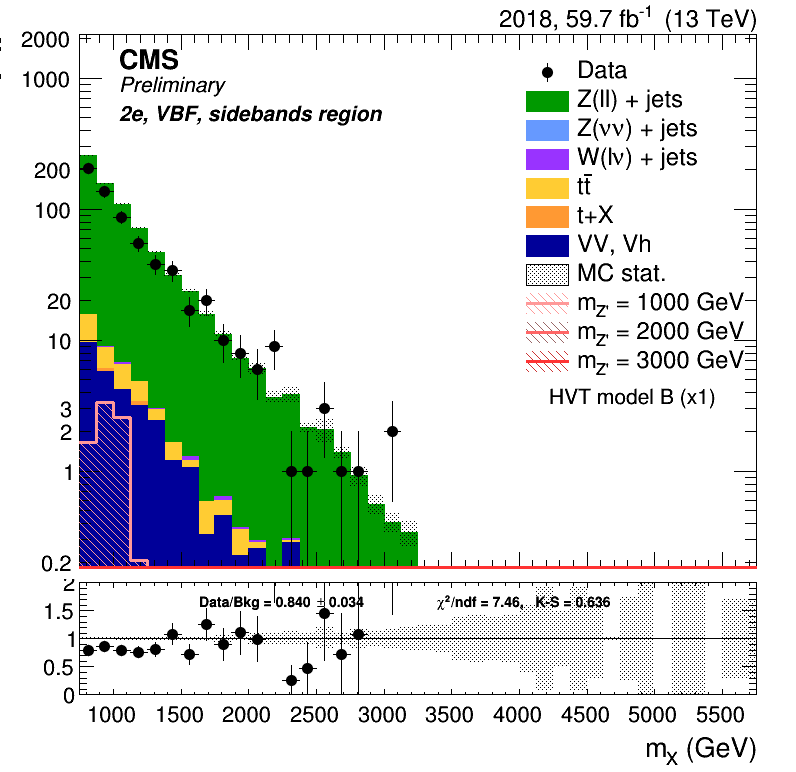 2018, 59.7 fb⁻¹ (13 TeV)
CMS
Preliminary
2e, VBF, sidebands region
Data
Z(ll) + jets
Z(νν) + jets
W(lν) + jets
tt̄
t+X
VV, Vh
MC stat.
m_Z' = 1000 GeV
m_Z' = 2000 GeV
m_Z' = 3000 GeV
HVT model B (x1)
2000
1000
200
100
20
10
3
2
1
0.2
Data/Bkg = 0.840 ± 0.034
χ²/ndf = 7.46, K-S = 0.636
2
1.5
1
0.5
0
1000 1500 2000 2500 3000 3500 4000 4500 5000 5500
m_X (GeV)